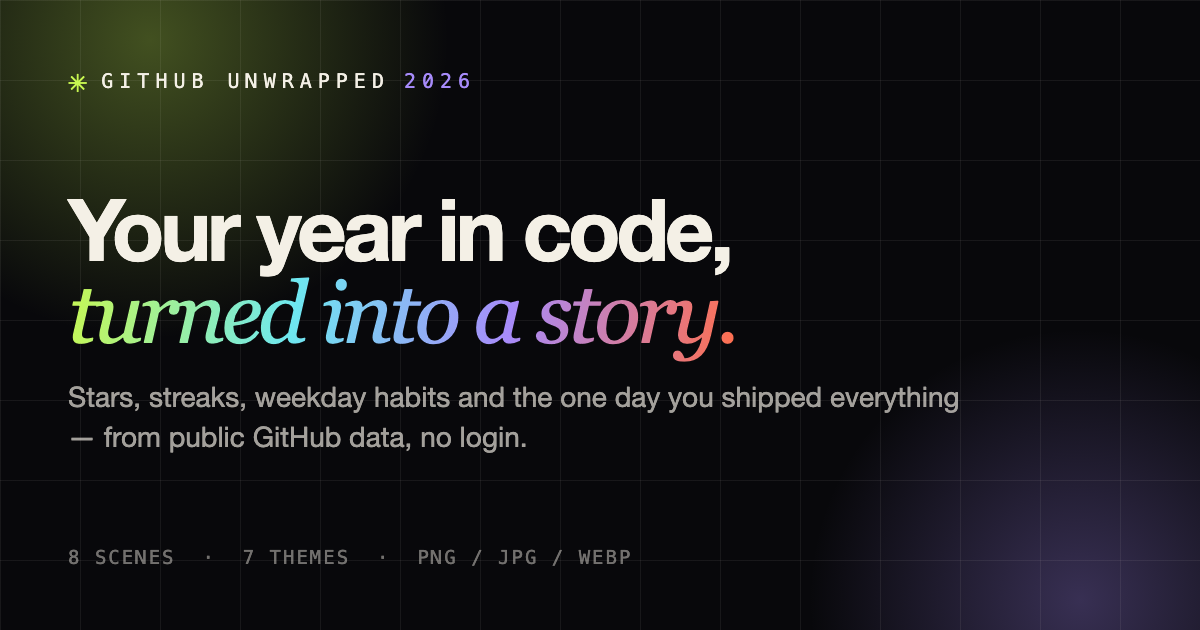 GITHUB UNWRAPPED 2026
Your year in code,
turned into a story.
Stars, streaks, weekday habits and the one day you shipped everything
— from public GitHub data, no login.
8 SCENES · 7 THEMES · PNG / JPG / WEBP